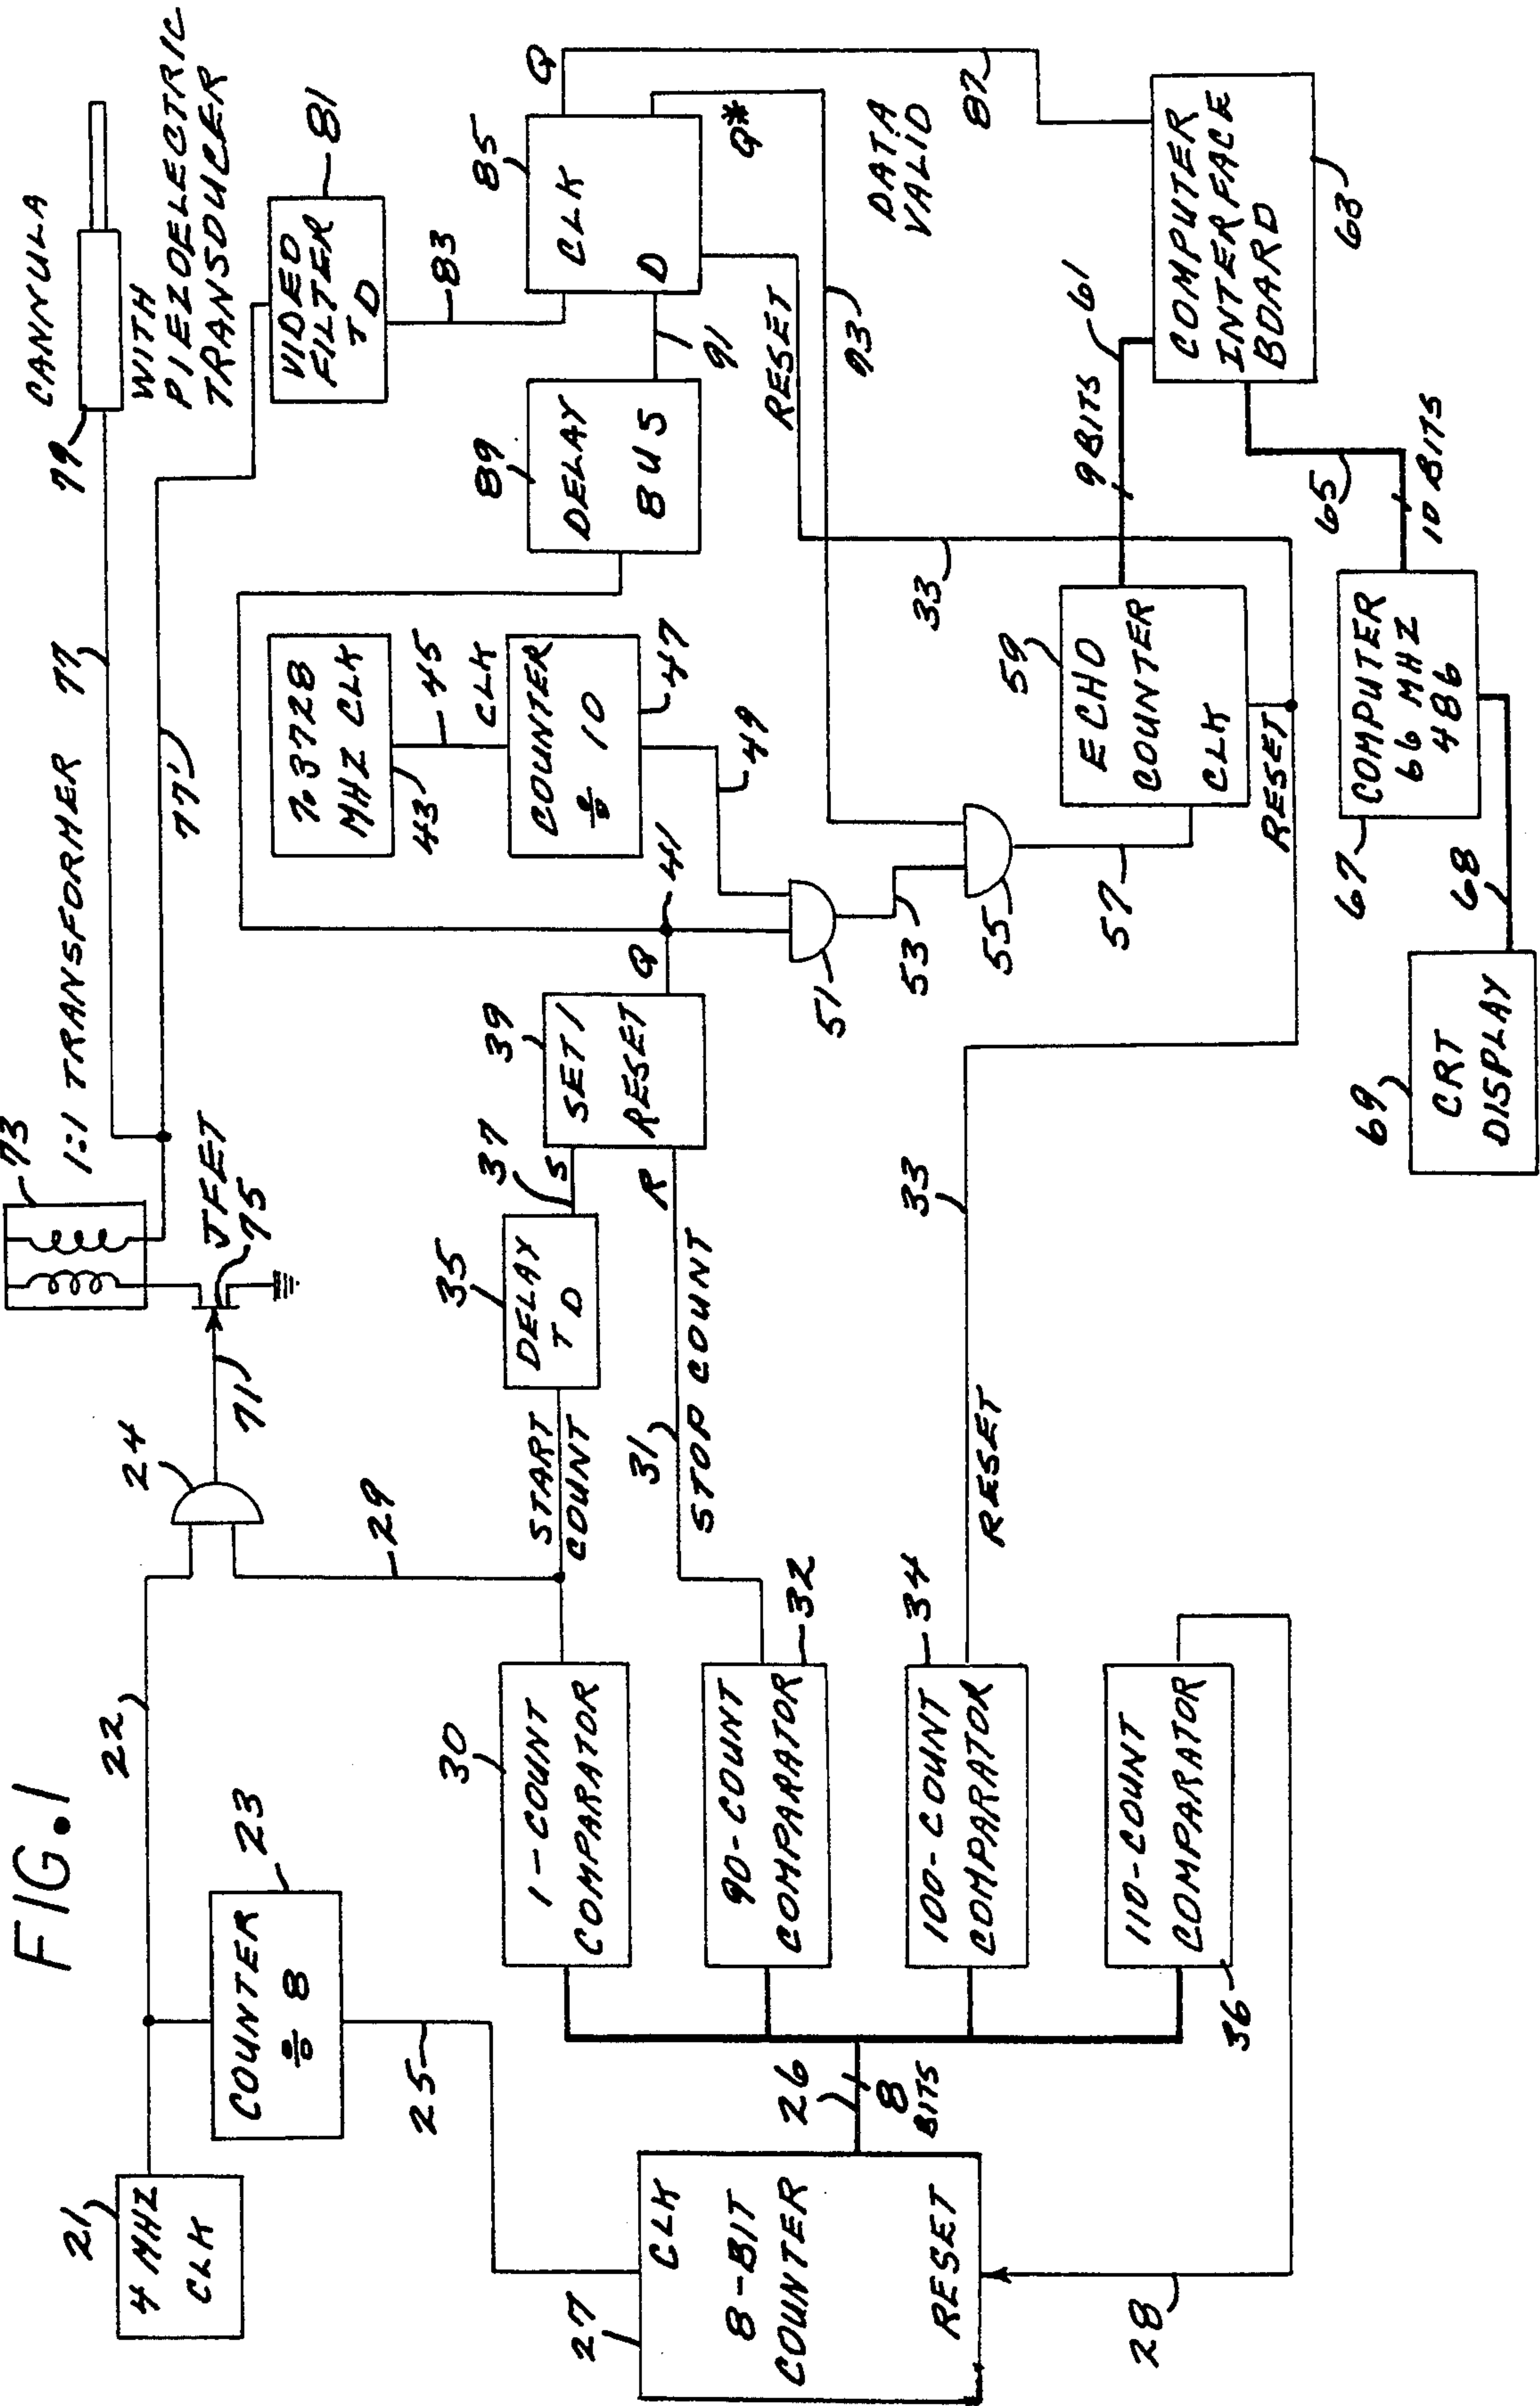 FIG.1
21
4 MHZ
CLK
22
COUNTER
÷ 8
23
25
24
29
71
73
1:1 TRANSFORMER
JFET
75
77
77'
79
CANNULA
WITH
PIEZOELECTRIC
TRANSDUCER
VIDEO
FILTER
TD
81
83
27
CLK
8-BIT
COUNTER
RESET
26
8
BITS
28
30
1-COUNT
COMPARATOR
90-COUNT
COMPARATOR
32
100-COUNT
COMPARATOR
34
110-COUNT
COMPARATOR
36
START
COUNT
31
STOP COUNT
RESET
33
35
DELAY
TD
37
S
R
39
SET/
RESET
Q
41
7.3728
MHZ CLK
43
45
CLK
COUNTER
÷ 10
47
49
51
53
55
57
89
DELAY
8 US
91
85
CLK
D
Q
Q*
RESET
93
DATA
VALID
87
33
59
ECHO
COUNTER
CLK
RESET
9 BITS
61
COMPUTER
INTERFACE
BOARD
63
65
10 BITS
67
COMPUTER
66 MHZ
486
68
69
CRT
DISPLAY